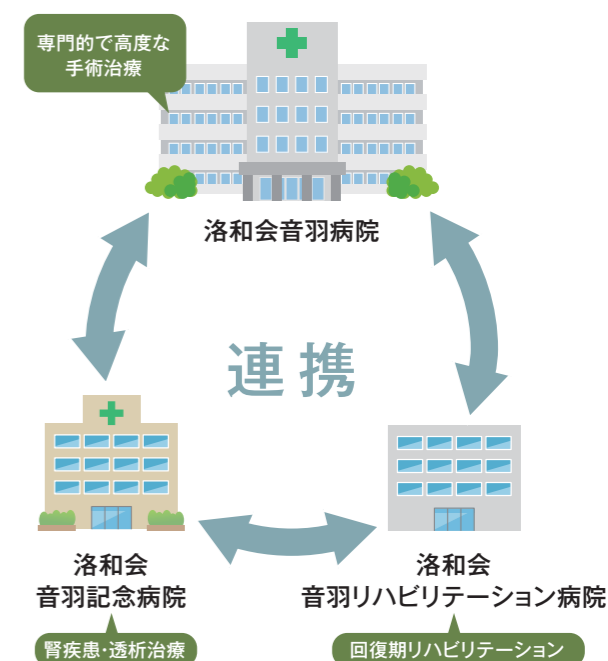 専門的で高度な
手術治療
洛和会音羽病院
連携
洛和会
音羽記念病院
腎疾患・透析治療
洛和会
音羽リハビリテーション病院
回復期リハビリテーション